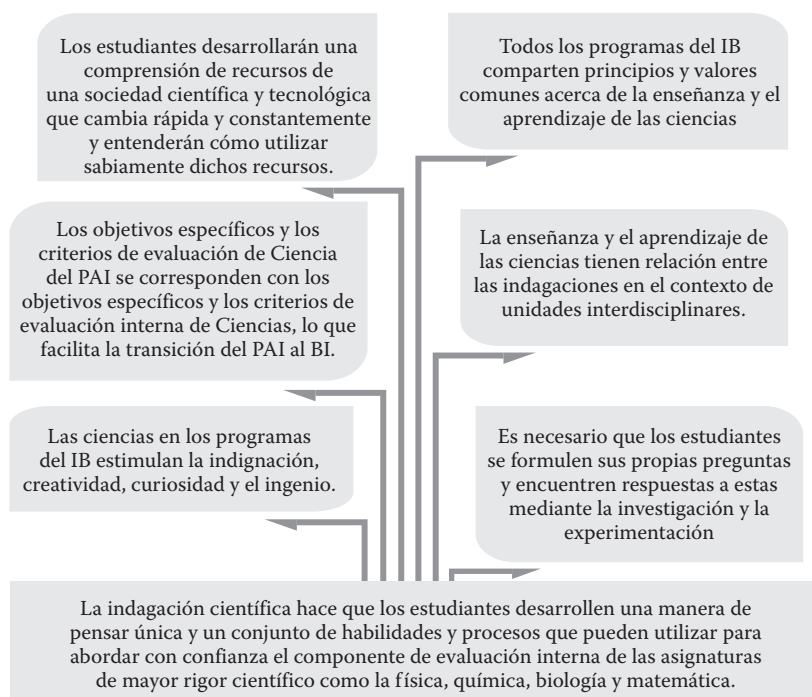 Los estudiantes desarrollarán una
comprensión de recursos de
una sociedad científica y tecnológica
que cambia rápida y constantemente
y entenderán cómo utilizar
sabiamente dichos recursos.
Todos los programas del IB
comparten principios y valores
comunes acerca de la enseñanza y el
aprendizaje de las ciencias
Los objetivos específicos y los
criterios de evaluación de Ciencia
del PAI se corresponden con los
objetivos específicos y los criterios de
evaluación interna de Ciencias, lo que
facilita la transición del PAI al BI.
La enseñanza y el aprendizaje de
las ciencias tienen relación entre
las indagaciones en el contexto de
unidades interdisciplinares.
Las ciencias en los programas
del IB estimulan la indignación,
creatividad, curiosidad y el ingenio.
Es necesario que los estudiantes
se formulen sus propias preguntas
y encuentren respuestas a estas
mediante la investigación y la
experimentación
La indagación científica hace que los estudiantes desarrollen una manera de
pensar única y un conjunto de habilidades y procesos que pueden utilizar para
abordar con confianza el componente de evaluación interna de las asignaturas
de mayor rigor científico como la física, química, biología y matemática.